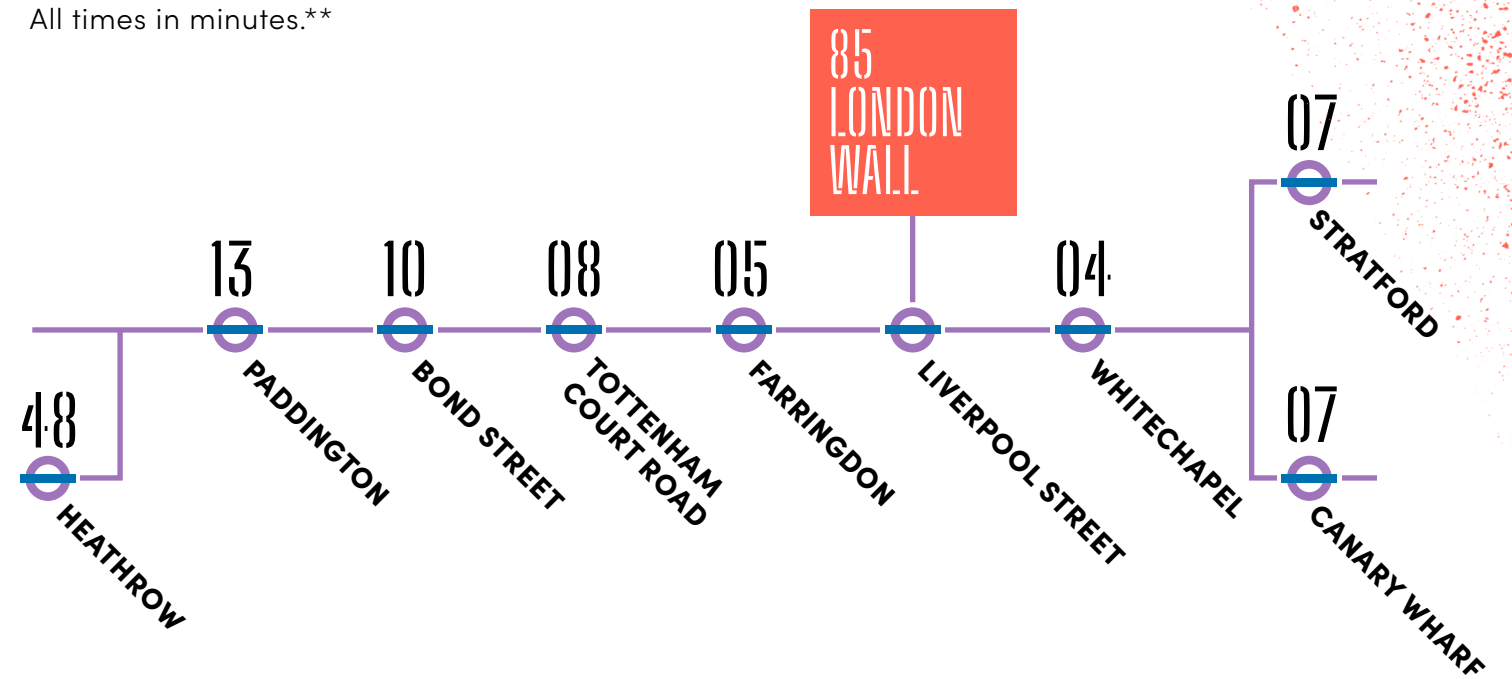 All times in minutes.**
85
LONDON
WALL
07
STRATFORD
13
PADDINGTON
10
BOND STREET
08
TOTTENHAM
COURT ROAD
05
FARRINGDON
LIVERPOOL STREET
04
WHITECHAPEL
48
HEATHROW
07
CANARY WHARF